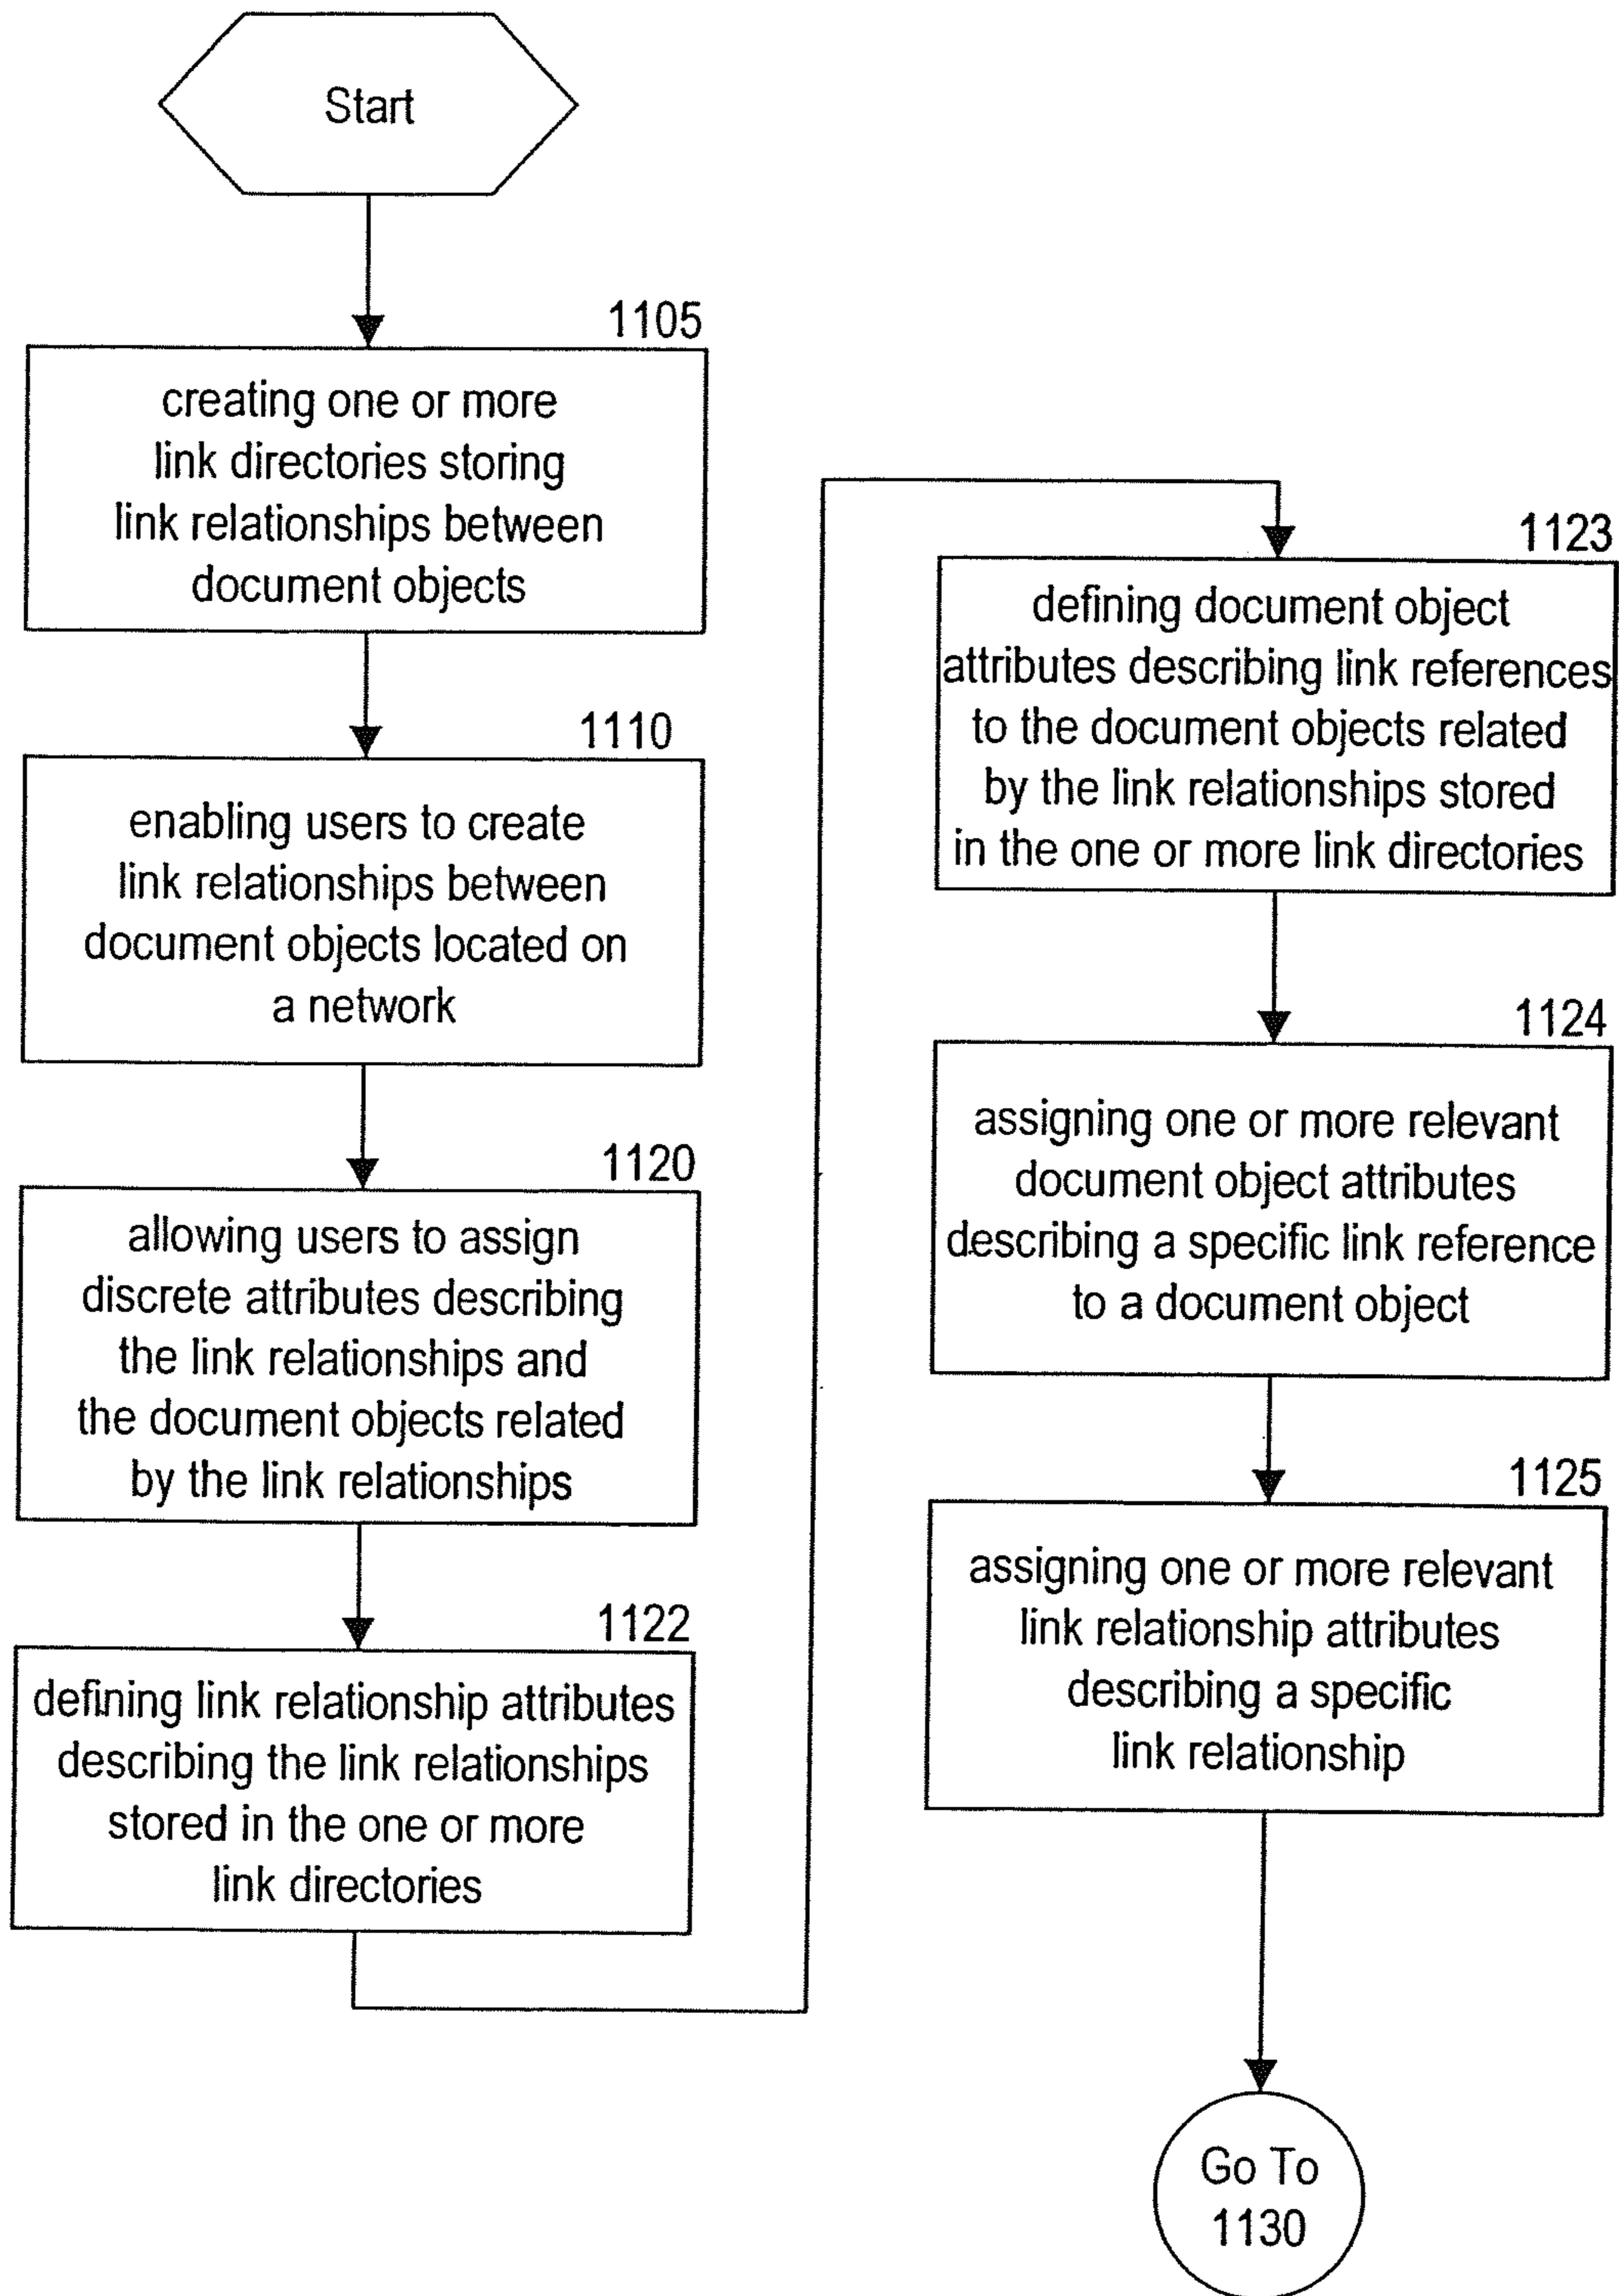 Start
1105
creating one or more
link directories storing
link relationships between
document objects
1110
enabling users to create
link relationships between
document objects located on
a network
1120
allowing users to assign
discrete attributes describing
the link relationships and
the document objects related
by the link relationships
1122
defining link relationship attributes
describing the link relationships
stored in the one or more
link directories
1123
defining document object
attributes describing link references
to the document objects related
by the link relationships stored
in the one or more link directories
1124
assigning one or more relevant
document object attributes
describing a specific link reference
to a document object
1125
assigning one or more relevant
link relationship attributes
describing a specific
link relationship
Go To
1130